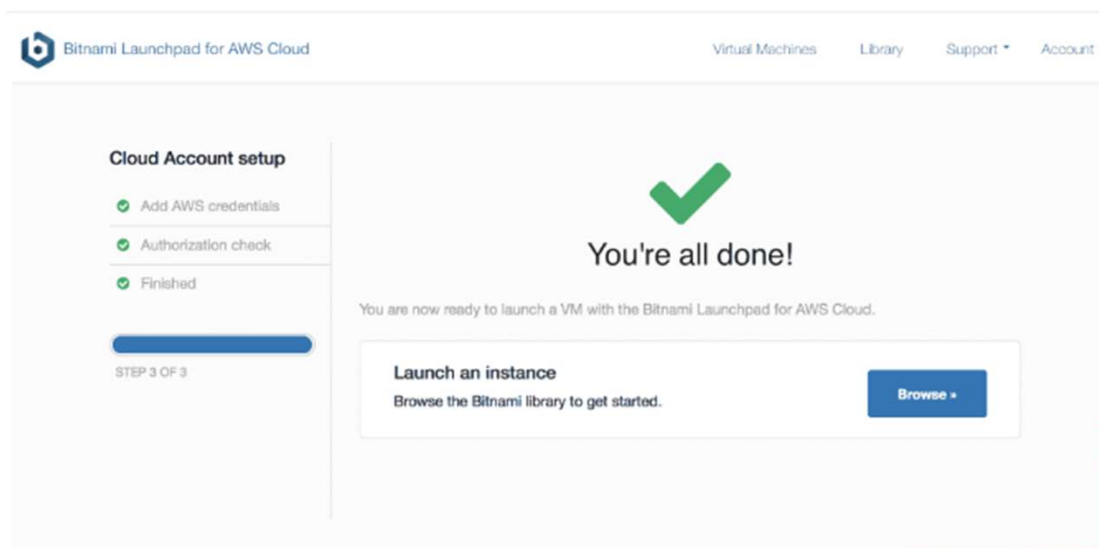 Bitnami Launchpad for AWS Cloud
Virtual Machines Library Support Account
Cloud Account setup
Add AWS credentials
Authorization check
Finished
STEP 3 OF 3
You're all done!
You are now ready to launch a VM with the Bitnami Launchpad for AWS Cloud.
Launch an instance
Browse the Bitnami library to get started.
Browse »